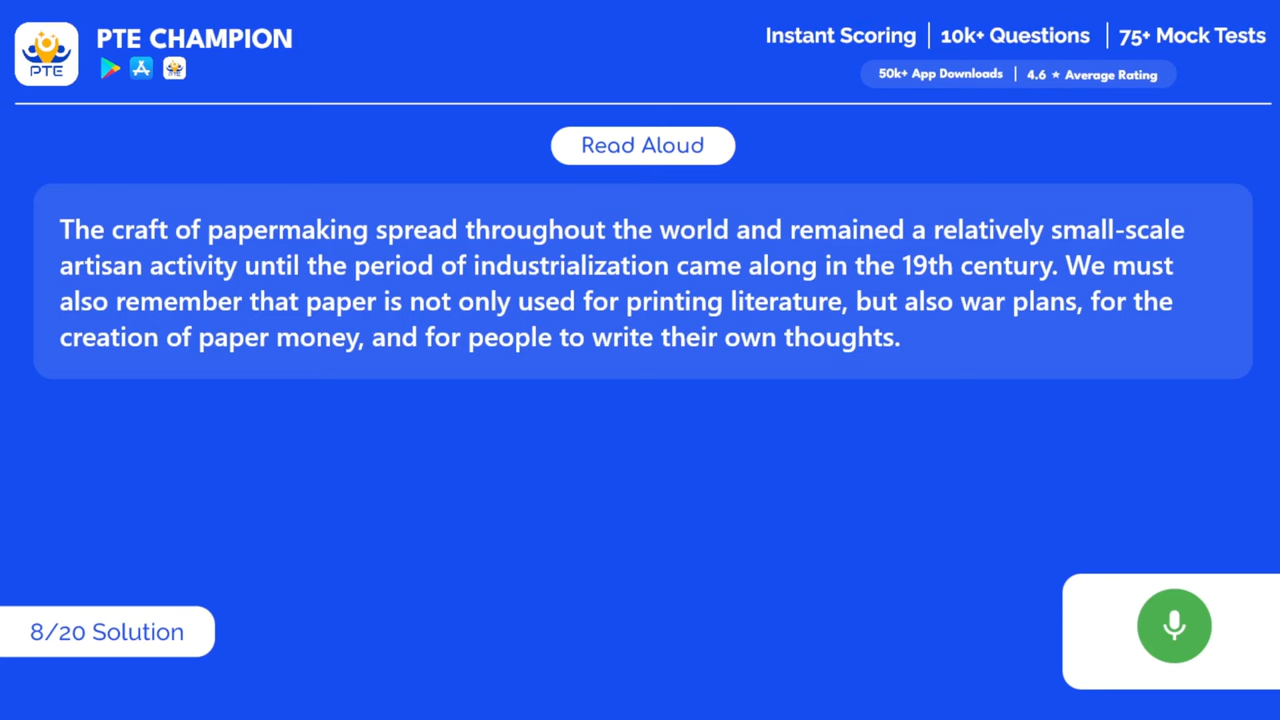 PTE CHAMPION
PTE
Instant Scoring | 10k+ Questions | 75+ Mock Tests
50k+ App Downloads | 4.6 ★ Average Rating
Read Aloud
The craft of papermaking spread throughout the world and remained a relatively small-scale
artisan activity until the period of industrialization came along in the 19th century. We must
also remember that paper is not only used for printing literature, but also war plans, for the
creation of paper money, and for people to write their own thoughts.
8/20 Solution